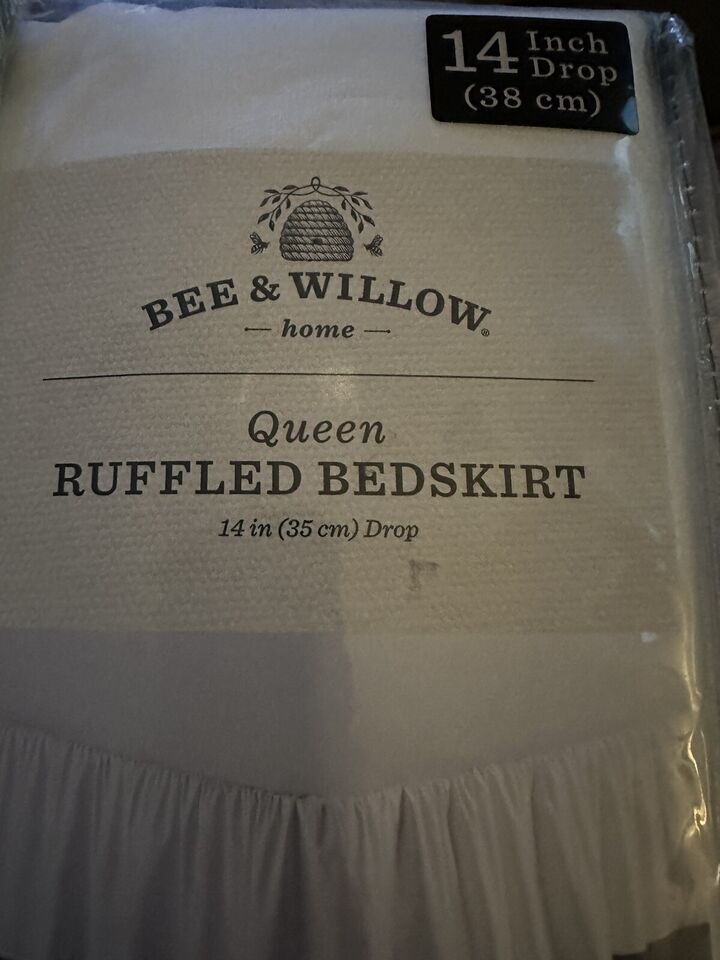 14 Inch
Drop
(38 cm)
BEE & WILLOW®
— home —
Queen
RUFFLED BEDSKIRT
14 in (35 cm) Drop